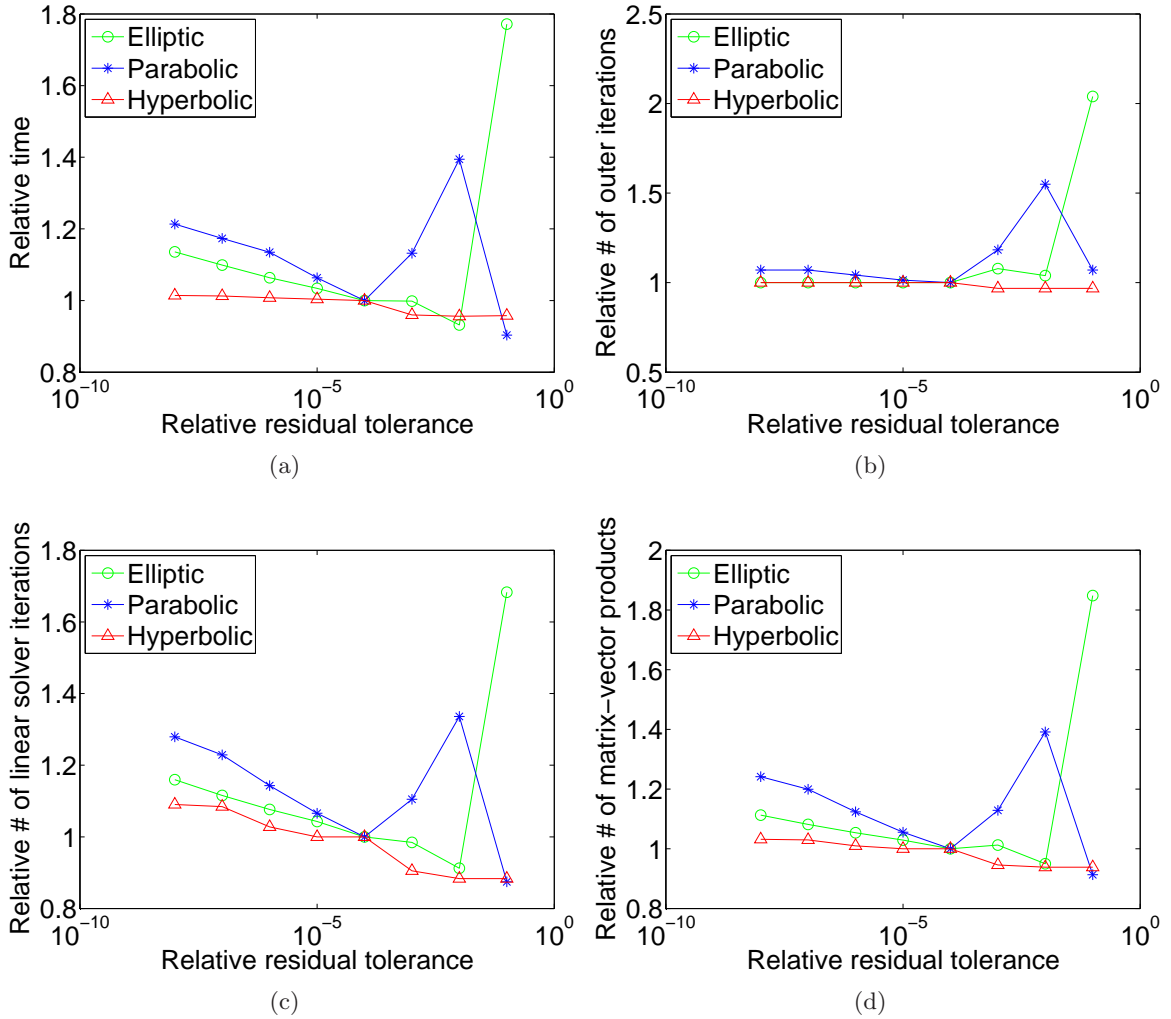 1.8
1.6
1.4
1.2
1
0.8
Relative time
Elliptic
Parabolic
Hyperbolic
10^−10
10^−5
10^0
Relative residual tolerance
(a)
2.5
2
1.5
1
0.5
Relative # of outer iterations
Elliptic
Parabolic
Hyperbolic
10^−10
10^−5
10^0
Relative residual tolerance
(b)
1.8
1.6
1.4
1.2
1
0.8
Relative # of linear solver iterations
Elliptic
Parabolic
Hyperbolic
10^−10
10^−5
10^0
Relative residual tolerance
(c)
2
1.8
1.6
1.4
1.2
1
0.8
Relative # of matrix−vector products
Elliptic
Parabolic
Hyperbolic
10^−10
10^−5
10^0
Relative residual tolerance
(d)